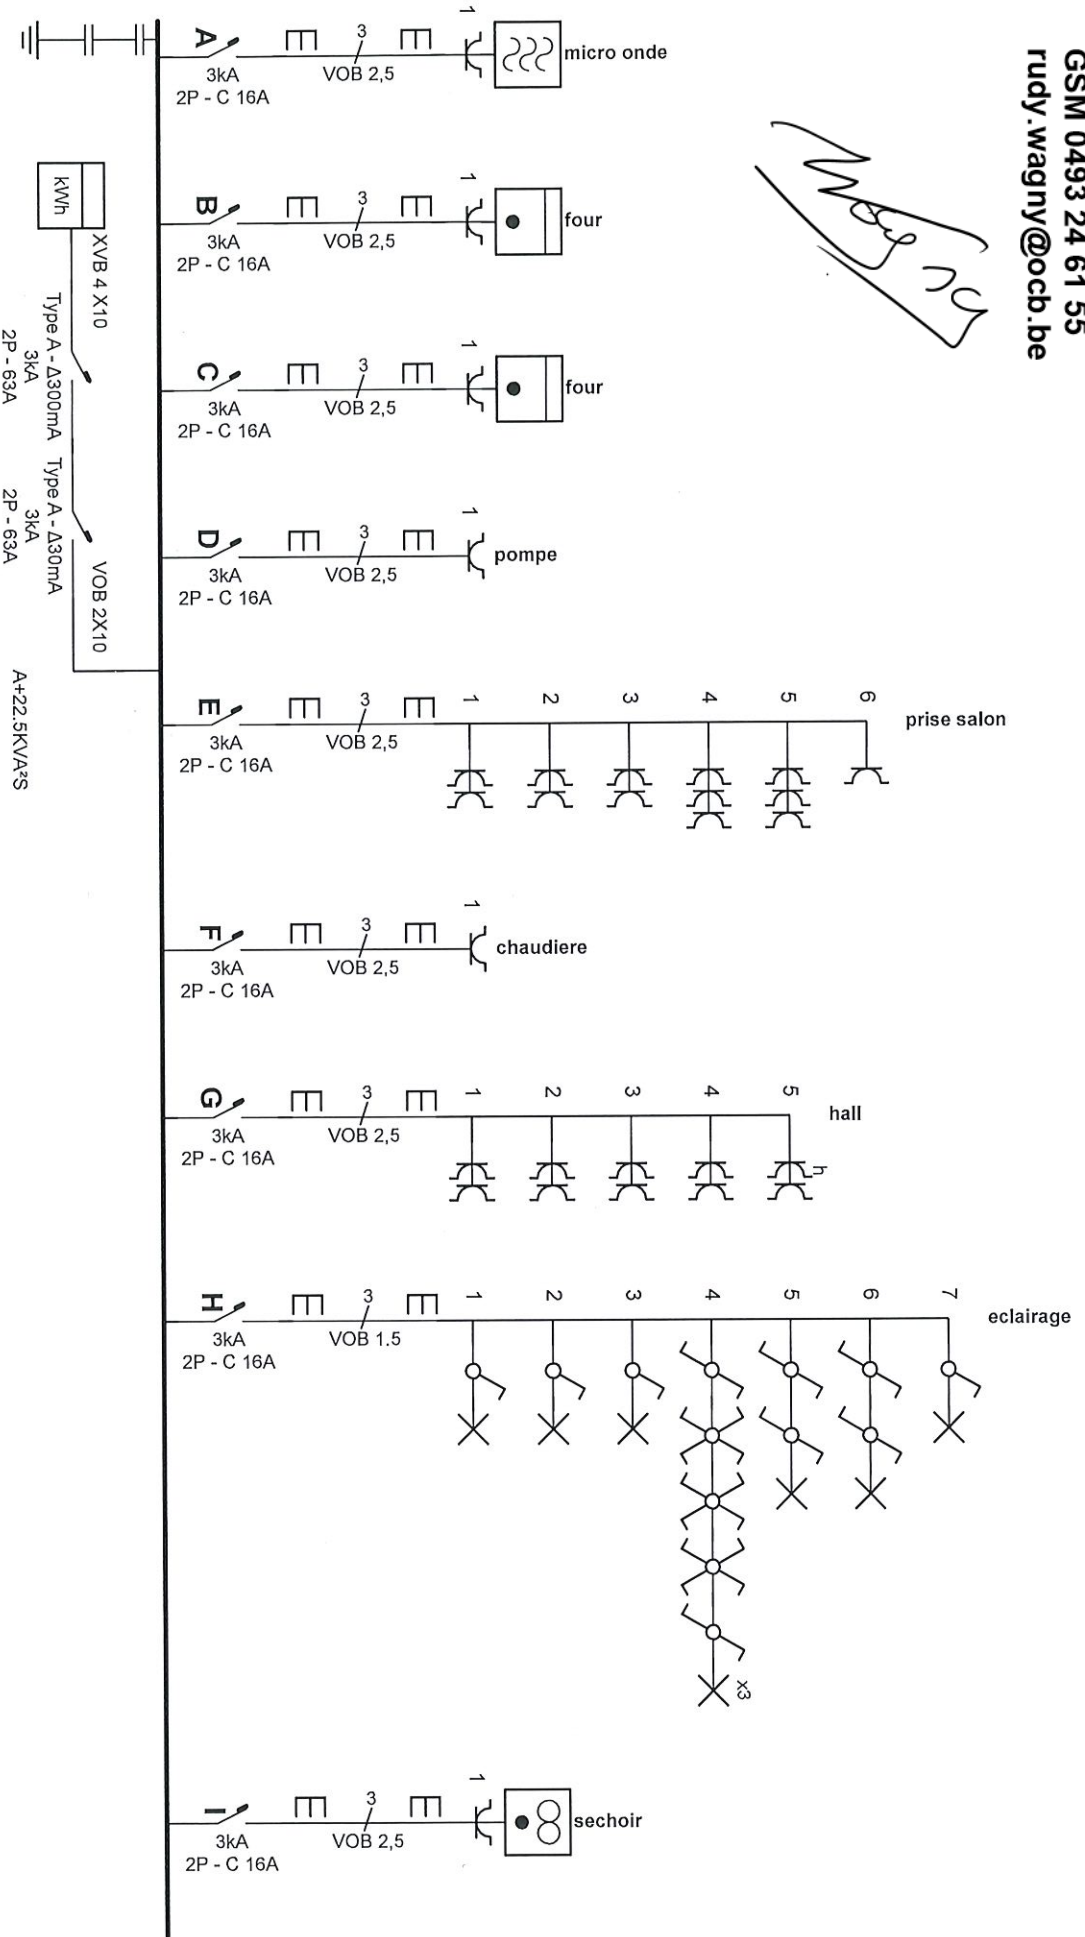 GSM 0493 24 61 55
rudy.wagny@ocb.be
A
3kA
2P - C 16A
3
VOB 2,5
1
micro onde
B
3kA
2P - C 16A
3
VOB 2,5
1
four
C
3kA
2P - C 16A
3
VOB 2,5
1
four
D
3kA
2P - C 16A
3
VOB 2,5
1
pompe
E
3kA
2P - C 16A
3
VOB 2,5
1
2
3
4
5
6
prise salon
F
3kA
2P - C 16A
3
VOB 2,5
1
chaudiere
G
3kA
2P - C 16A
3
VOB 2,5
1
2
3
4
5
h
hall
H
3kA
2P - C 16A
3
VOB 1.5
1
2
3
4
5
6
7
x3
eclairage
I
3kA
2P - C 16A
3
VOB 2,5
1
sechoir
kWh
XVB 4 X10
Type A - Δ300mA
3kA
2P - 63A
Type A - Δ30mA
3kA
2P - 63A
VOB 2X10
A+22.5KVA²S